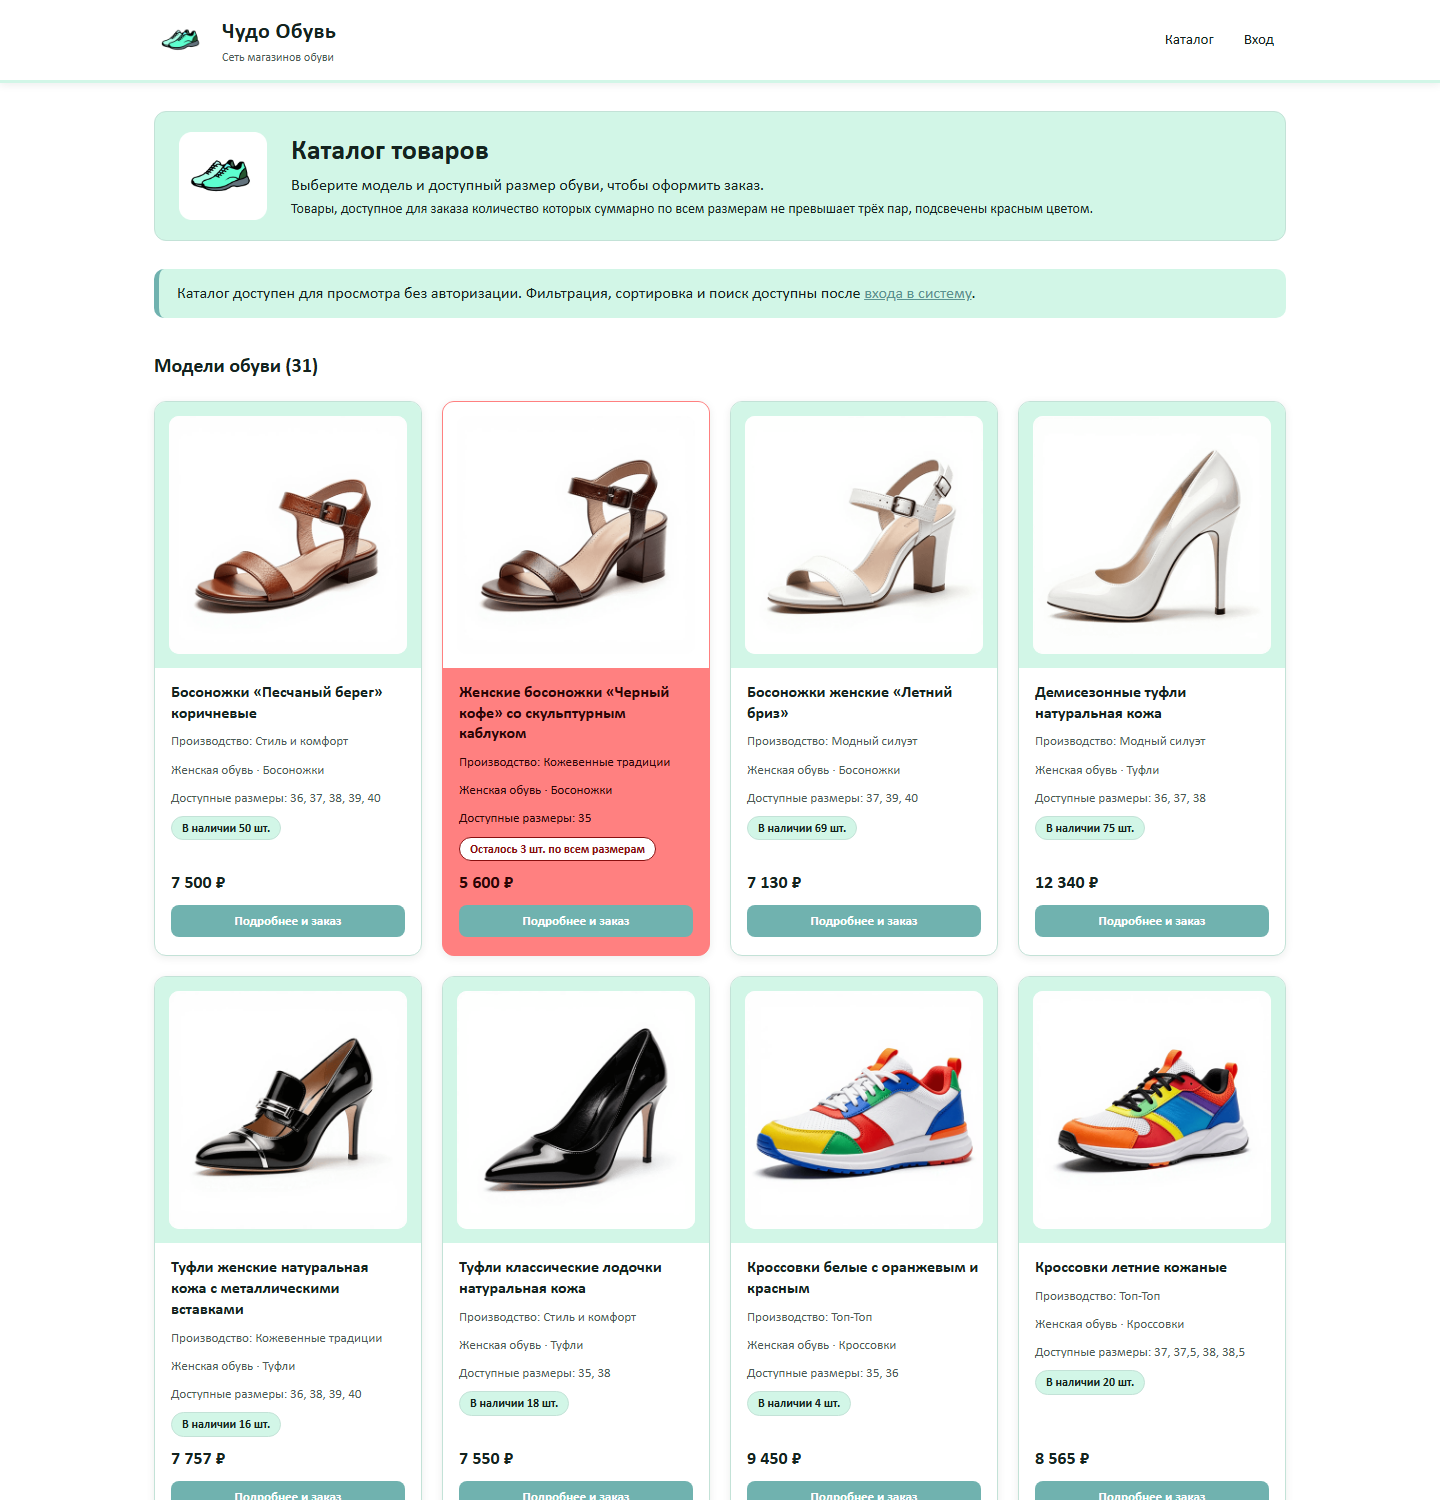 Чудо Обувь
Сеть магазинов обуви
Каталог
Вход
Каталог товаров
Выберите модель и доступный размер обуви, чтобы оформить заказ.
Товары, доступное для заказа количество которых суммарно по всем размерам не превышает трёх пар, подсвечены красным цветом.
Каталог доступен для просмотра без авторизации. Фильтрация, сортировка и поиск доступны после входа в систему.
Модели обуви (31)
Босоножки «Песчаный берег»
коричневые
Производство: Стиль и комфорт
Женская обувь · Босоножки
Доступные размеры: 36, 37, 38, 39, 40
В наличии 50 шт.
7 500 ₽
Подробнее и заказ
Женские босоножки «Черный
кофе» со скульптурным
каблуком
Производство: Кожевенные традиции
Женская обувь · Босоножки
Доступные размеры: 35
Осталось 3 шт. по всем размерам
5 600 ₽
Подробнее и заказ
Босоножки женские «Летний
бриз»
Производство: Модный силуэт
Женская обувь · Босоножки
Доступные размеры: 37, 39, 40
В наличии 69 шт.
7 130 ₽
Подробнее и заказ
Демисезонные туфли
натуральная кожа
Производство: Модный силуэт
Женская обувь · Туфли
Доступные размеры: 36, 37, 38
В наличии 75 шт.
12 340 ₽
Подробнее и заказ
Туфли женские натуральная
кожа с металлическими
вставками
Производство: Кожевенные традиции
Женская обувь · Туфли
Доступные размеры: 36, 38, 39, 40
В наличии 16 шт.
7 757 ₽
Подробнее и заказ
Туфли классические лодочки
натуральная кожа
Производство: Стиль и комфорт
Женская обувь · Туфли
Доступные размеры: 35, 38
В наличии 18 шт.
7 550 ₽
Подробнее и заказ
Кроссовки белые с оранжевым и
красным
Производство: Топ-Топ
Женская обувь · Кроссовки
Доступные размеры: 35, 36
В наличии 4 шт.
9 450 ₽
Подробнее и заказ
Кроссовки летние кожаные
Производство: Топ-Топ
Женская обувь · Кроссовки
Доступные размеры: 37, 37,5, 38, 38,5
В наличии 20 шт.
8 565 ₽
Подробнее и заказ